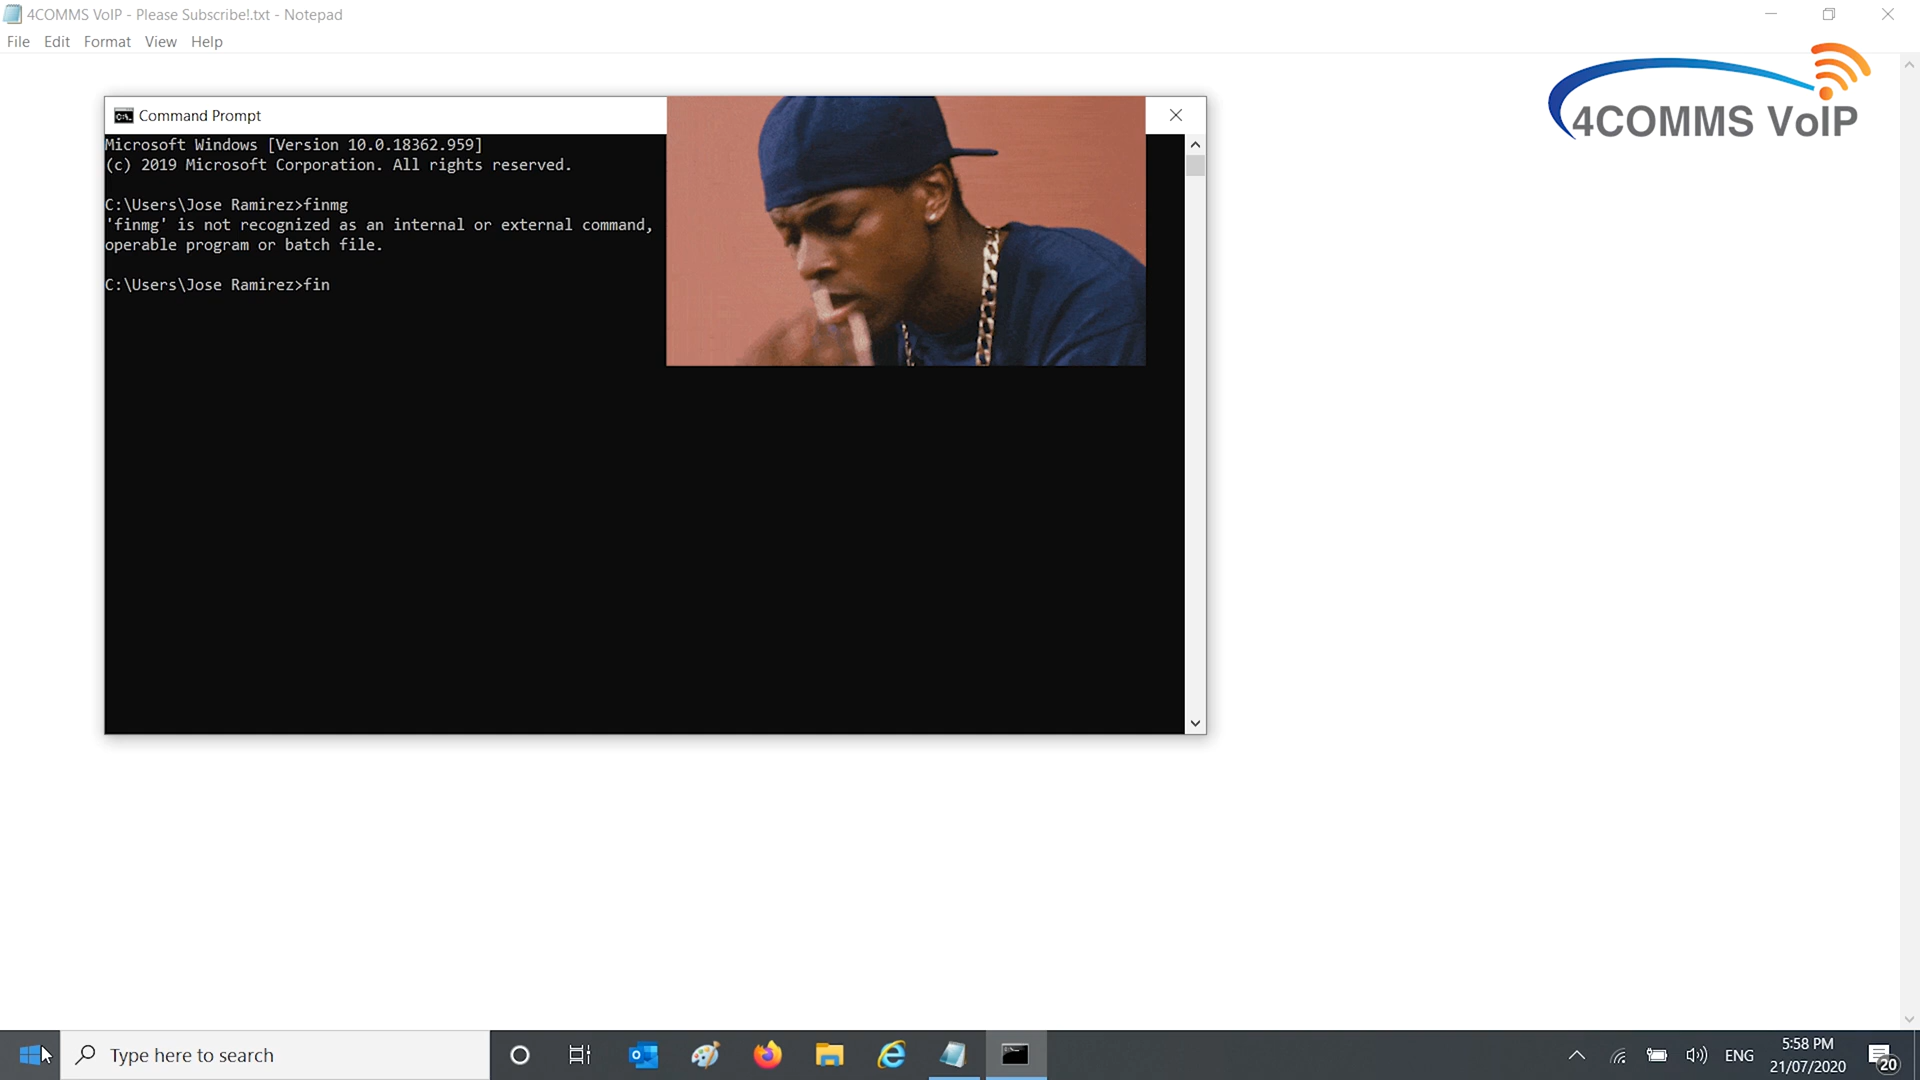 4COMMS VoIP - Please Subscribe!.txt - Notepad
File Edit Format View Help
4COMMS VoIP
Command Prompt
Microsoft Windows [Version 10.0.18362.959]
(c) 2019 Microsoft Corporation. All rights reserved.
C:\Users\Jose Ramirez>finmg
'finmg' is not recognized as an internal or external command,
operable program or batch file.
C:\Users\Jose Ramirez>fin
Type here to search
ENG
5:58 PM
21/07/2020
20